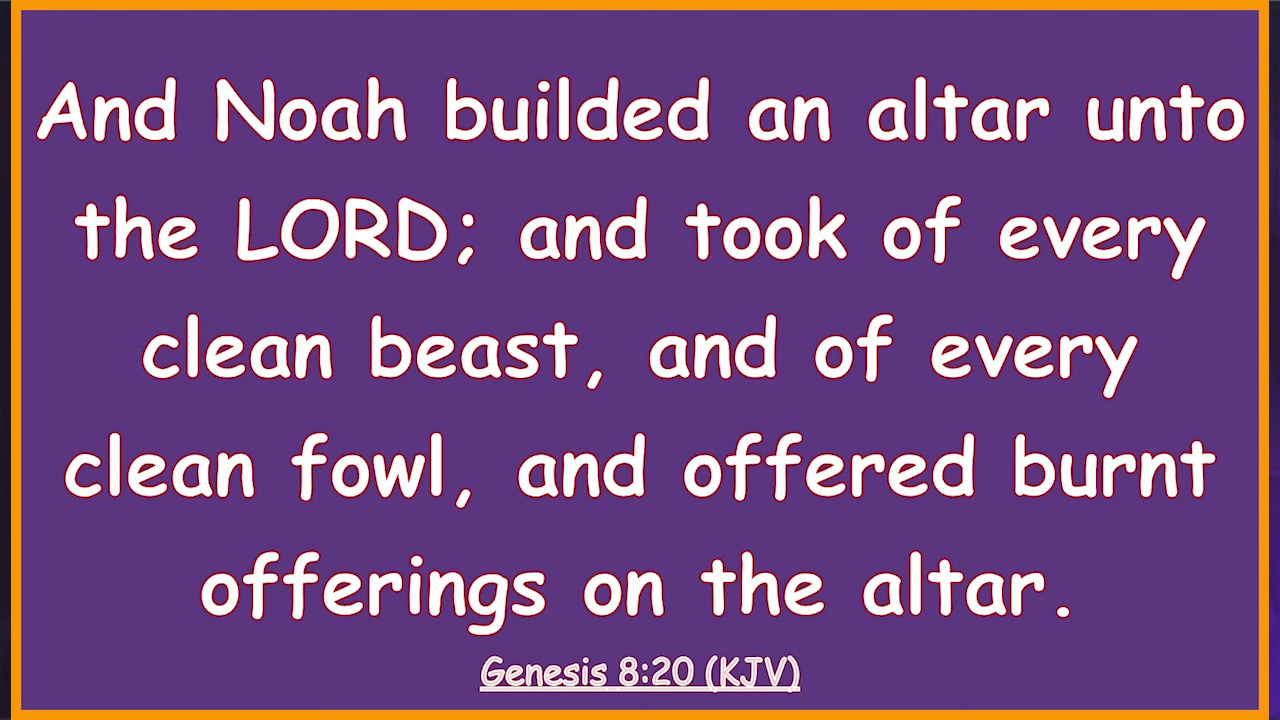 And Noah builded an altar unto
the LORD; and took of every
clean beast, and of every
clean fowl, and offered burnt
offerings on the altar.
Genesis 8:20 (KJV)